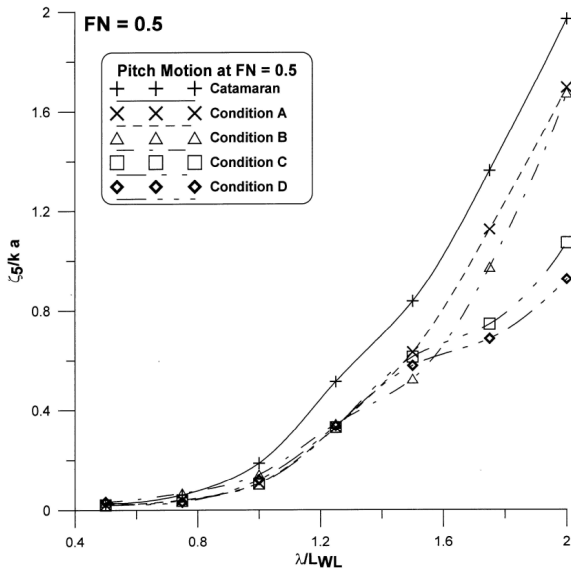 FN = 0.5
Pitch Motion at FN = 0.5
Catamaran
Condition A
Condition B
Condition C
Condition D
2
1.6
1.2
0.8
0.4
0
ζ5/k a
0.4
0.8
1.2
1.6
2
λ/LWL